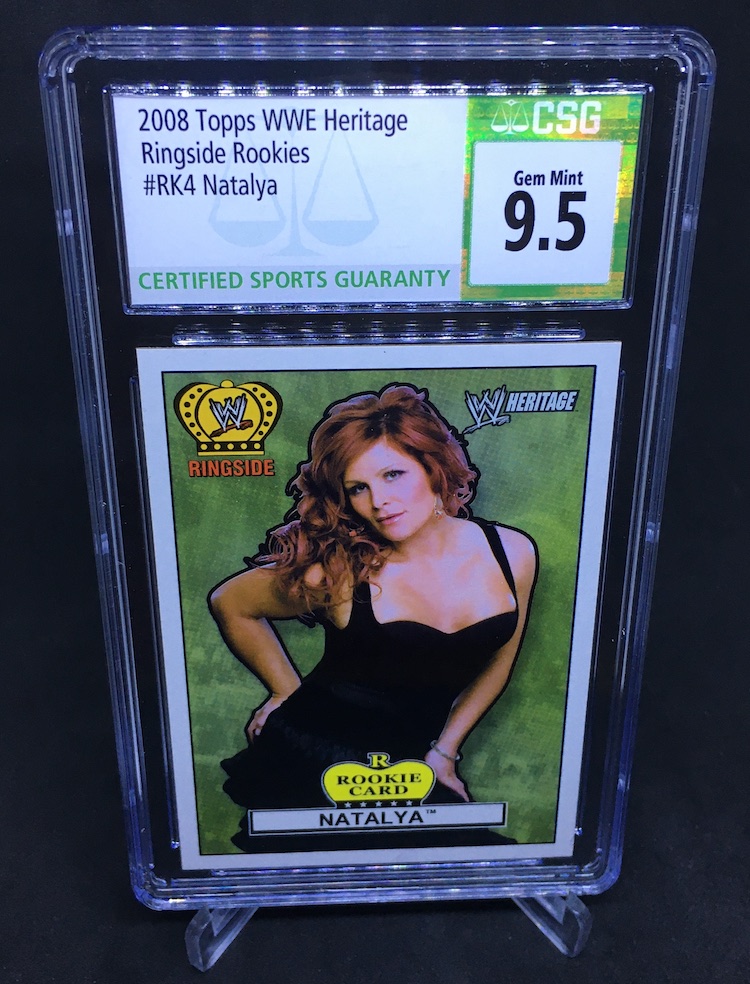 2008 Topps WWE Heritage
Ringside Rookies
#RK4 Natalya
CERTIFIED SPORTS GUARANTY
CSG
Gem Mint
9.5
W
RINGSIDE
W HERITAGE
R
ROOKIE
CARD
NATALYA™